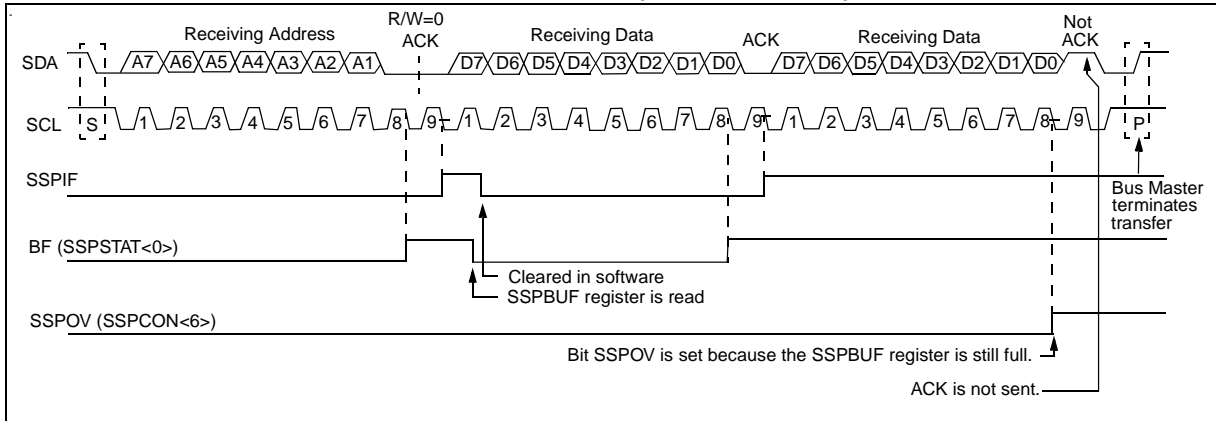 R/W=0
Not
Receiving Address ACK Receiving Data ACK Receiving Data ACK
SDA A7 A6 A5 A4 A3 A2 A1 D7 D6 D5 D4 D3 D2 D1 D0 D7 D6 D5 D4 D3 D2 D1 D0
SCL S 1 2 3 4 5 6 7 8 9 1 2 3 4 5 6 7 8 9 1 2 3 4 5 6 7 8 9 P
SSPIF
Bus Master
terminates
transfer
BF (SSPSTAT<0>)
Cleared in software
SSPBUF register is read
SSPOV (SSPCON<6>)
Bit SSPOV is set because the SSPBUF register is still full.
ACK is not sent.